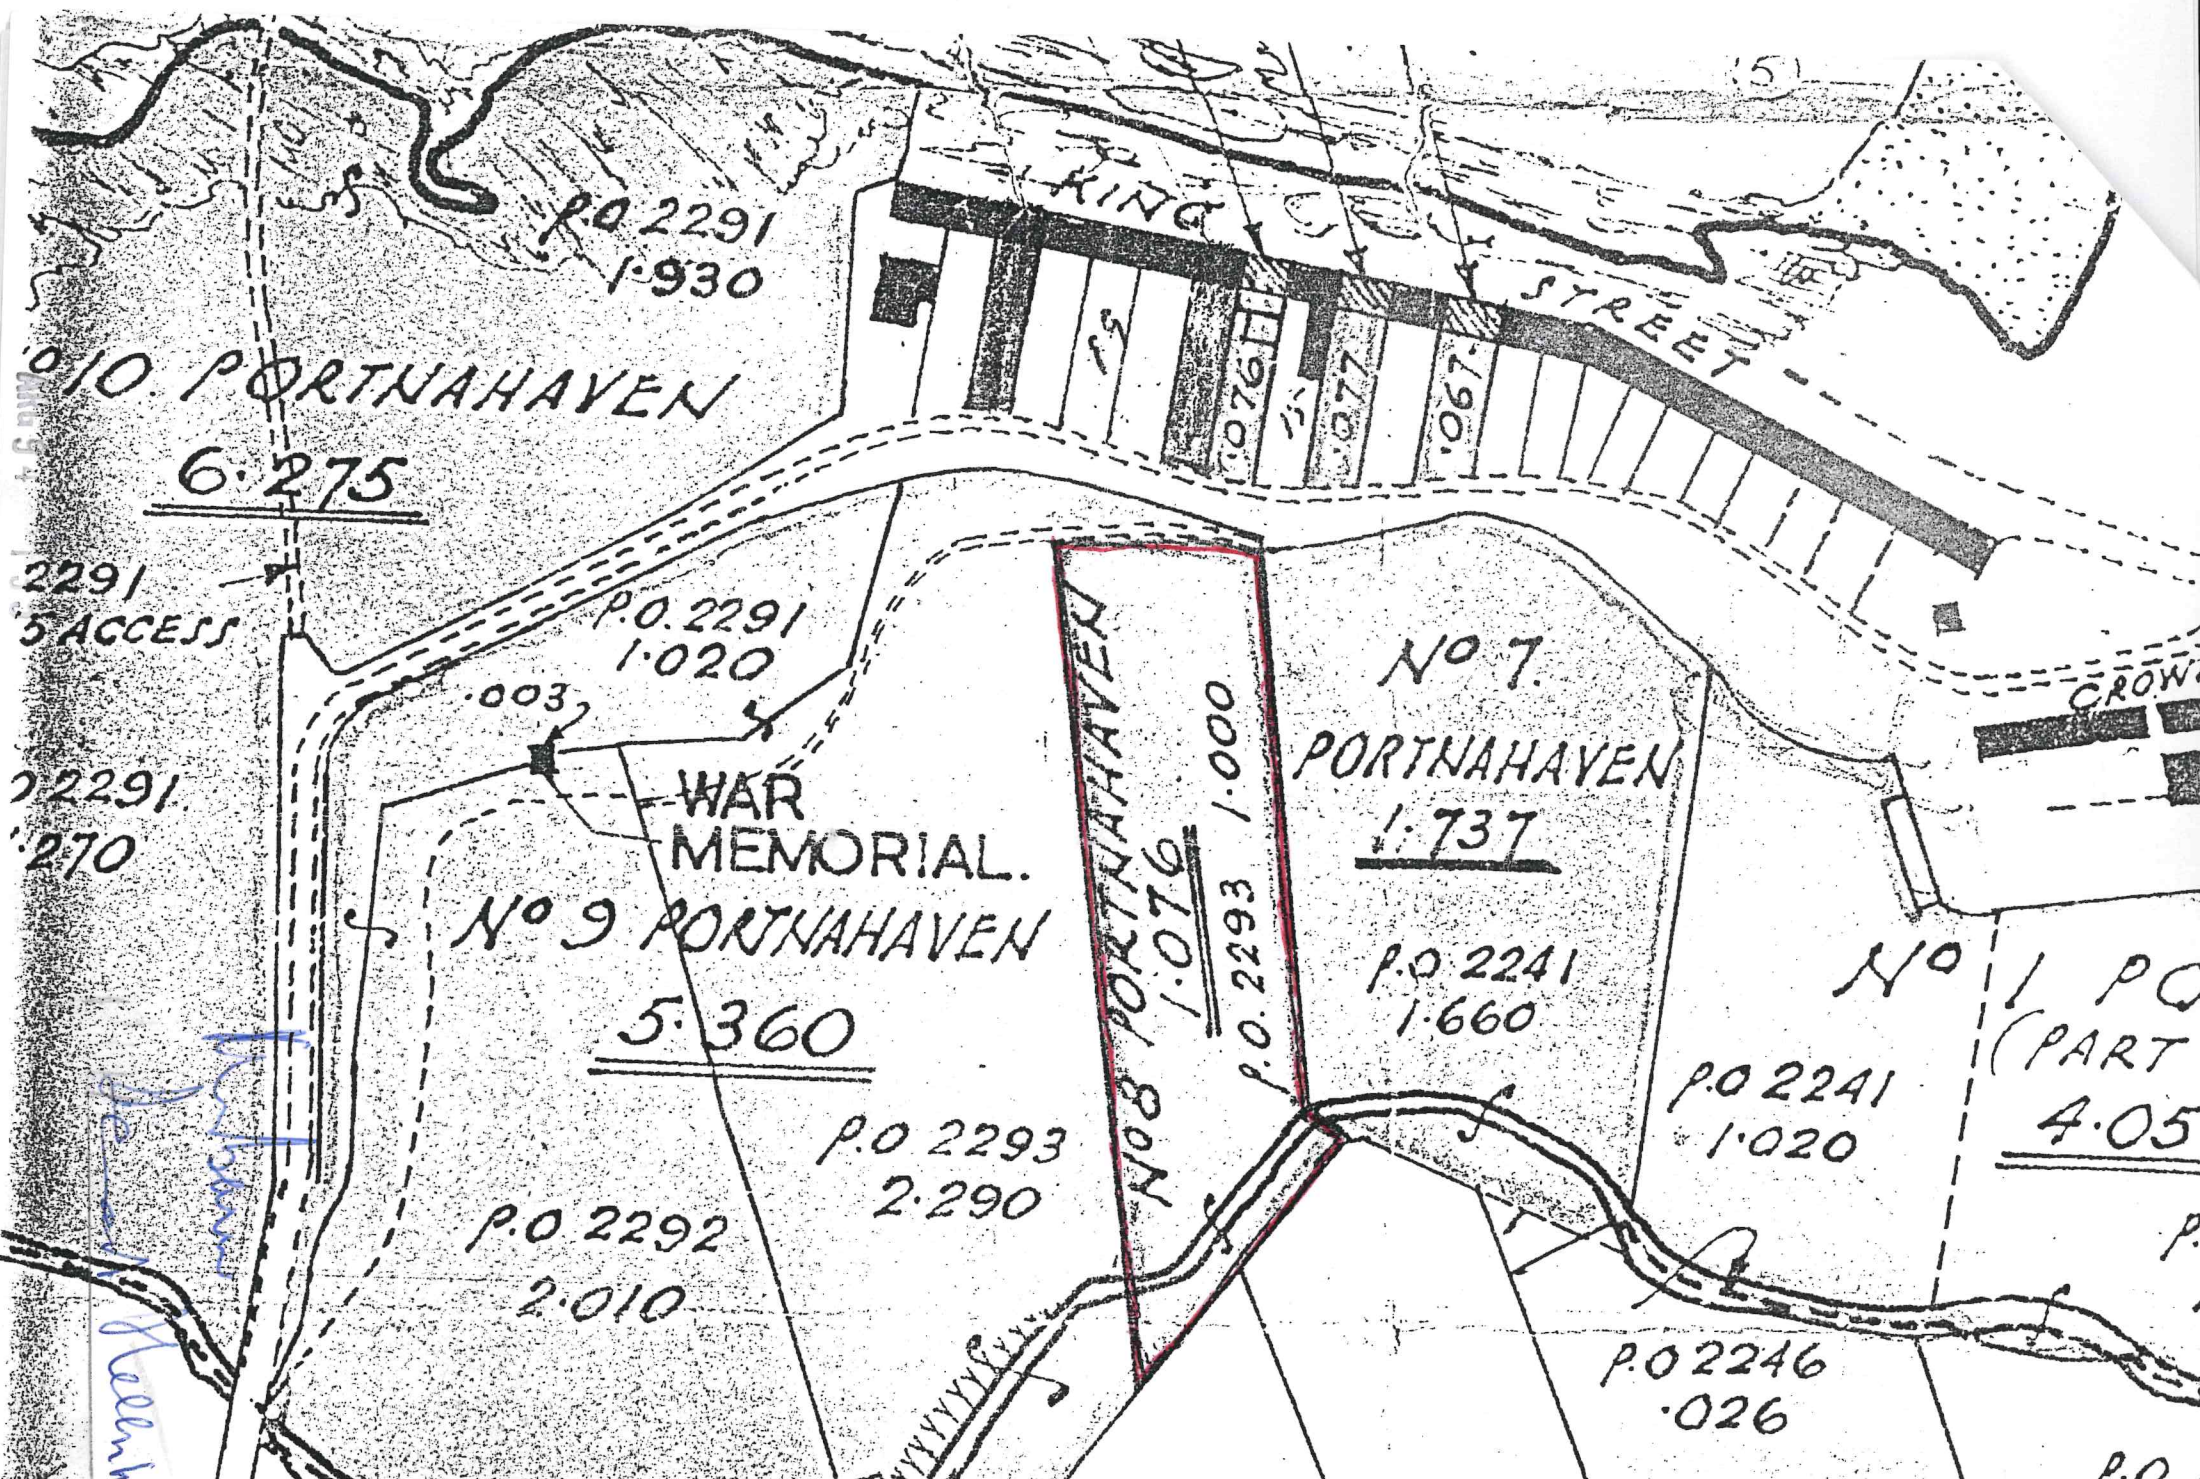 (5)
KING
STREET
P.O 2291
1·930
·076
·077
·067
10. PORTNAHAVEN
6·275
2291
5 ACCESS
P.O. 2291
1·020
·003
WAR
MEMORIAL.
2291
·270
No 9 PORTNAHAVEN
5·360
P.O 2292
2·010
P.O 2293
2·290
No 8 PORTNAHAVEN
1·076
P.O. 2293 1·000
No 7.
PORTNAHAVEN
1·737
P.O 2241
1·660
CROW
No 1 PO
(PART
4·05
P.O 2241
1·020
P.O 2246
·026
P.
P.O